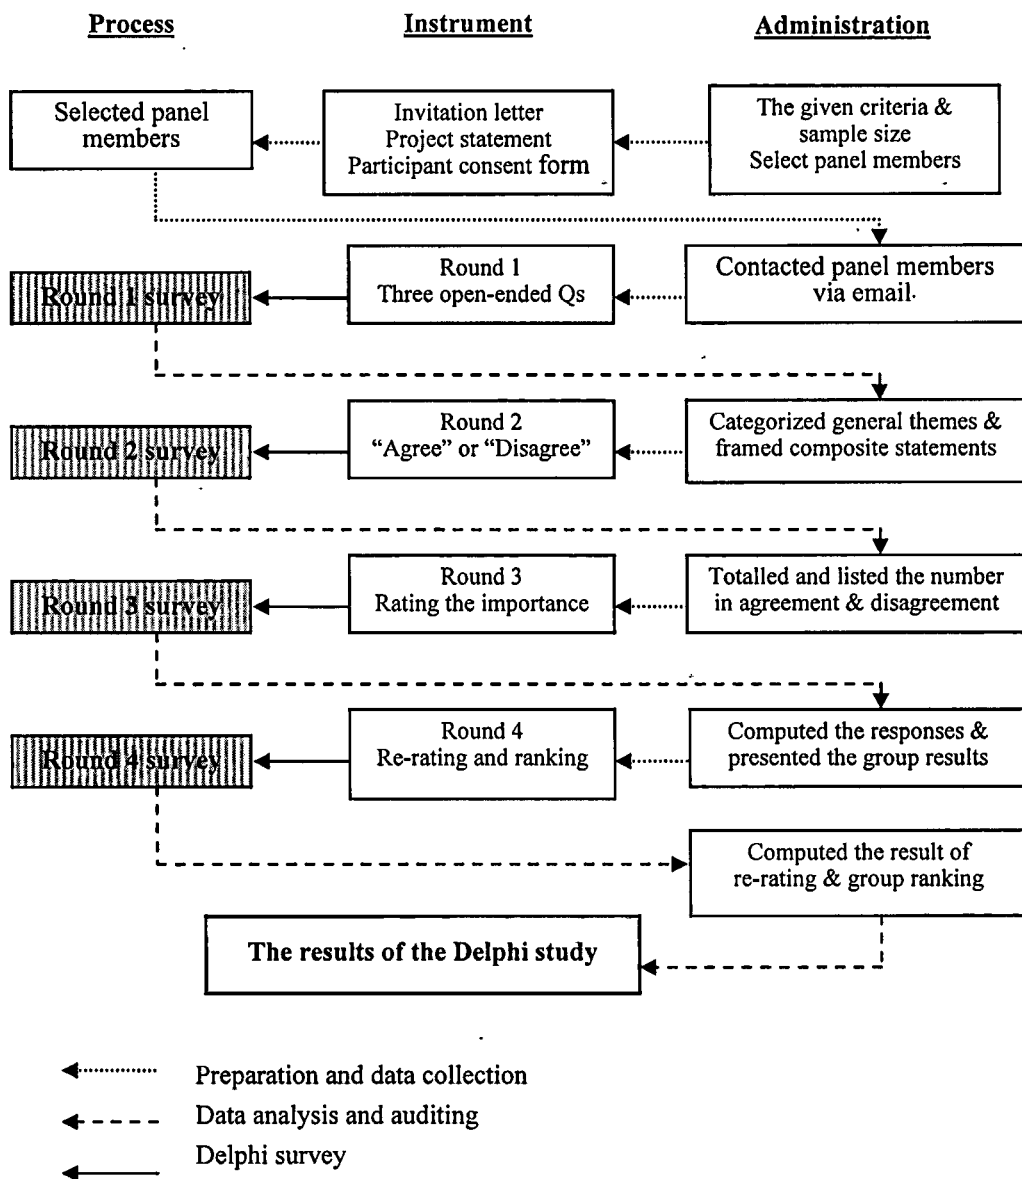 Process
Instrument
Administration
Selected panel
members
Invitation letter
Project statement
Participant consent form
The given criteria &
sample size
Select panel members
Round 1 survey
Round 1
Three open-ended Qs
Contacted panel members
via email.
Round 2 survey
Round 2
“Agree” or “Disagree”
Categorized general themes &
framed composite statements
Round 3 survey
Round 3
Rating the importance
Totalled and listed the number
in agreement & disagreement
Round 4 survey
Round 4
Re-rating and ranking
Computed the responses &
presented the group results
Computed the result of
re-rating & group ranking
The results of the Delphi study
Preparation and data collection
Data analysis and auditing
Delphi survey